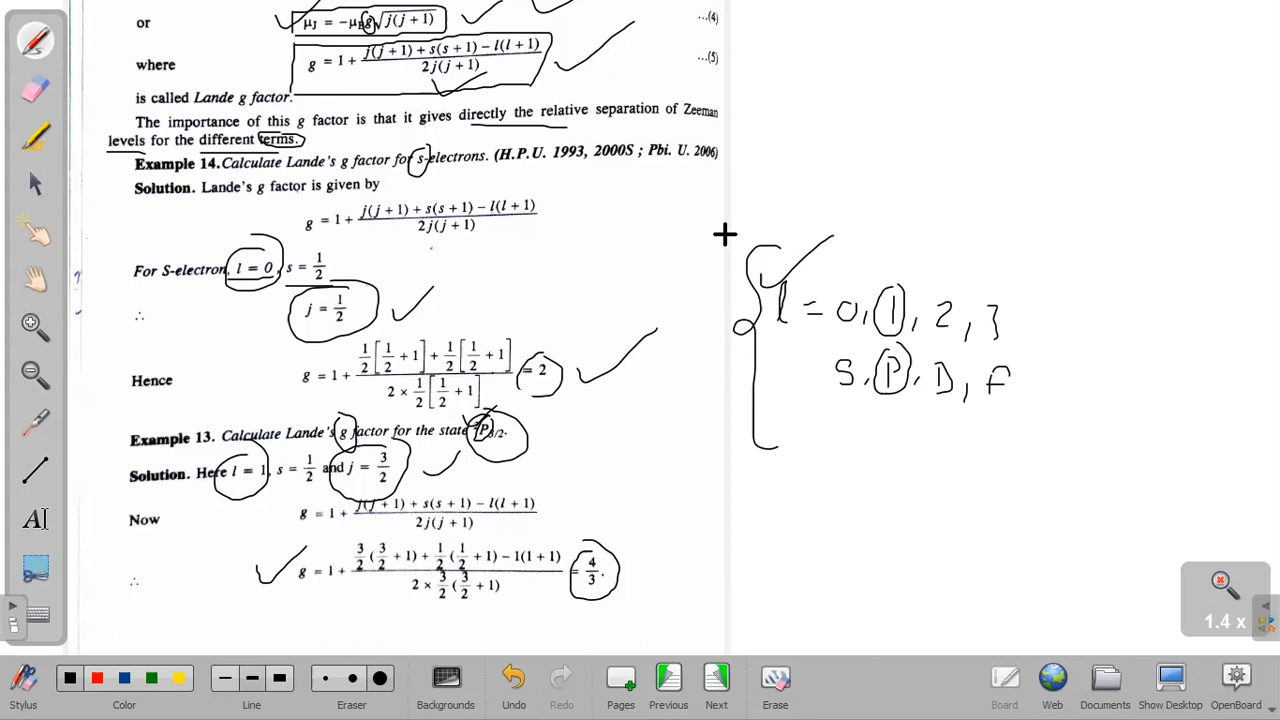 or μJ = −μB g√j(j + 1) ...(4)
where g = 1 + j(j + 1) + s(s + 1) − l(l + 1) / 2j(j + 1) ...(5)
is called Lande g factor.
The importance of this g factor is that it gives directly the relative separation of Zeeman
levels for the different terms.
Example 14. Calculate Lande's g factor for s-electrons. (H.P.U. 1993, 2000S ; Pbi. U. 2006)
Solution. Lande's g factor is given by
g = 1 + j(j + 1) + s(s + 1) − l(l + 1) / 2j(j + 1)
For S-electron, l = 0, s = 1/2
∴ j = 1/2
Hence g = 1 + 1/2 [1/2 + 1] + 1/2 [1/2 + 1] / 2 × 1/2 [1/2 + 1] = 2
Example 13. Calculate Lande's g factor for the state P3/2.
Solution. Here l = 1, s = 1/2 and j = 3/2
Now g = 1 + j(j + 1) + s(s + 1) − l(l + 1) / 2j(j + 1)
∴ g = 1 + 3/2 (3/2 + 1) + 1/2 (1/2 + 1) − 1(1 + 1) / 2 × 3/2 (3/2 + 1) = 4/3.
l = 0, 1, 2, 3
S, P, D, F
1.4 x
Stylus Color Line Eraser Backgrounds Undo Redo Pages Previous Next Erase Board Web Documents Show Desktop OpenBoard